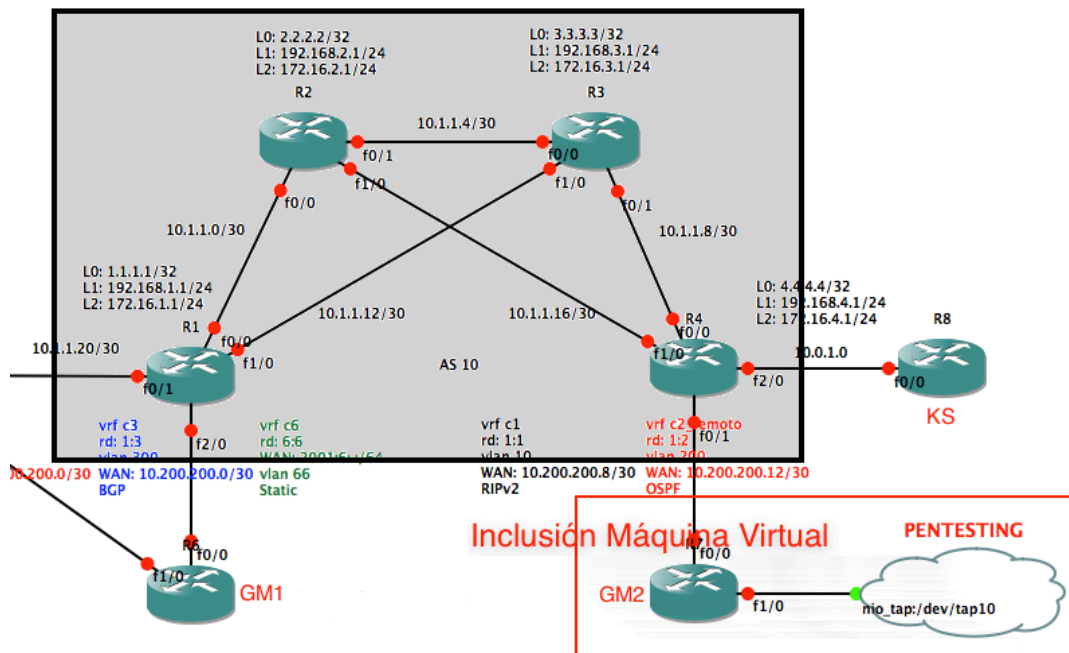 L0: 2.2.2.2/32
L1: 192.168.2.1/24
L2: 172.16.2.1/24
R2
L0: 3.3.3.3/32
L1: 192.168.3.1/24
L2: 172.16.3.1/24
R3
10.1.1.4/30
f0/1
f0/0
f1/0
f1/0
f0/0
f0/1
10.1.1.0/30
10.1.1.8/30
L0: 1.1.1.1/32
L1: 192.168.1.1/24
L2: 172.16.1.1/24
R1
L0: 4.4.4.4/32
L1: 192.168.4.1/24
L2: 172.16.4.1/24
R4
R8
10.1.1.12/30
10.1.1.16/30
10.1.1.20/30
f0/0
f1/0
f0/1
AS 10
f0/0
f1/0
10.0.1.0
f2/0
f0/0
KS
f2/0
f0/1
vrf c3
rd: 1:3
vlan 300
WAN: 10.200.200.0/30
BGP
vrf c6
rd: 6:6
WAN: 2001:6::/64
vlan 66
Static
vrf c1
rd: 1:1
vlan 10
WAN: 10.200.200.8/30
RIPv2
vrf c2_remoto
rd: 1:2
vlan 200
WAN: 10.200.200.12/30
OSPF
00.200.0/30
Inclusión Máquina Virtual
PENTESTING
R6
f0/0
f1/0
GM1
f0/0
GM2
f1/0
nio_tap:/dev/tap10